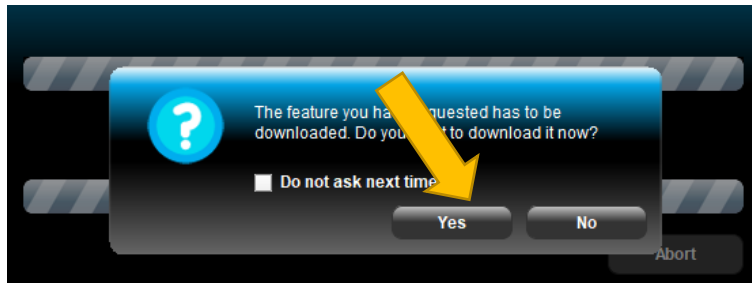 The feature you has to be
downloaded. Do you to download it now?
Do not ask next time
Yes No
Abort